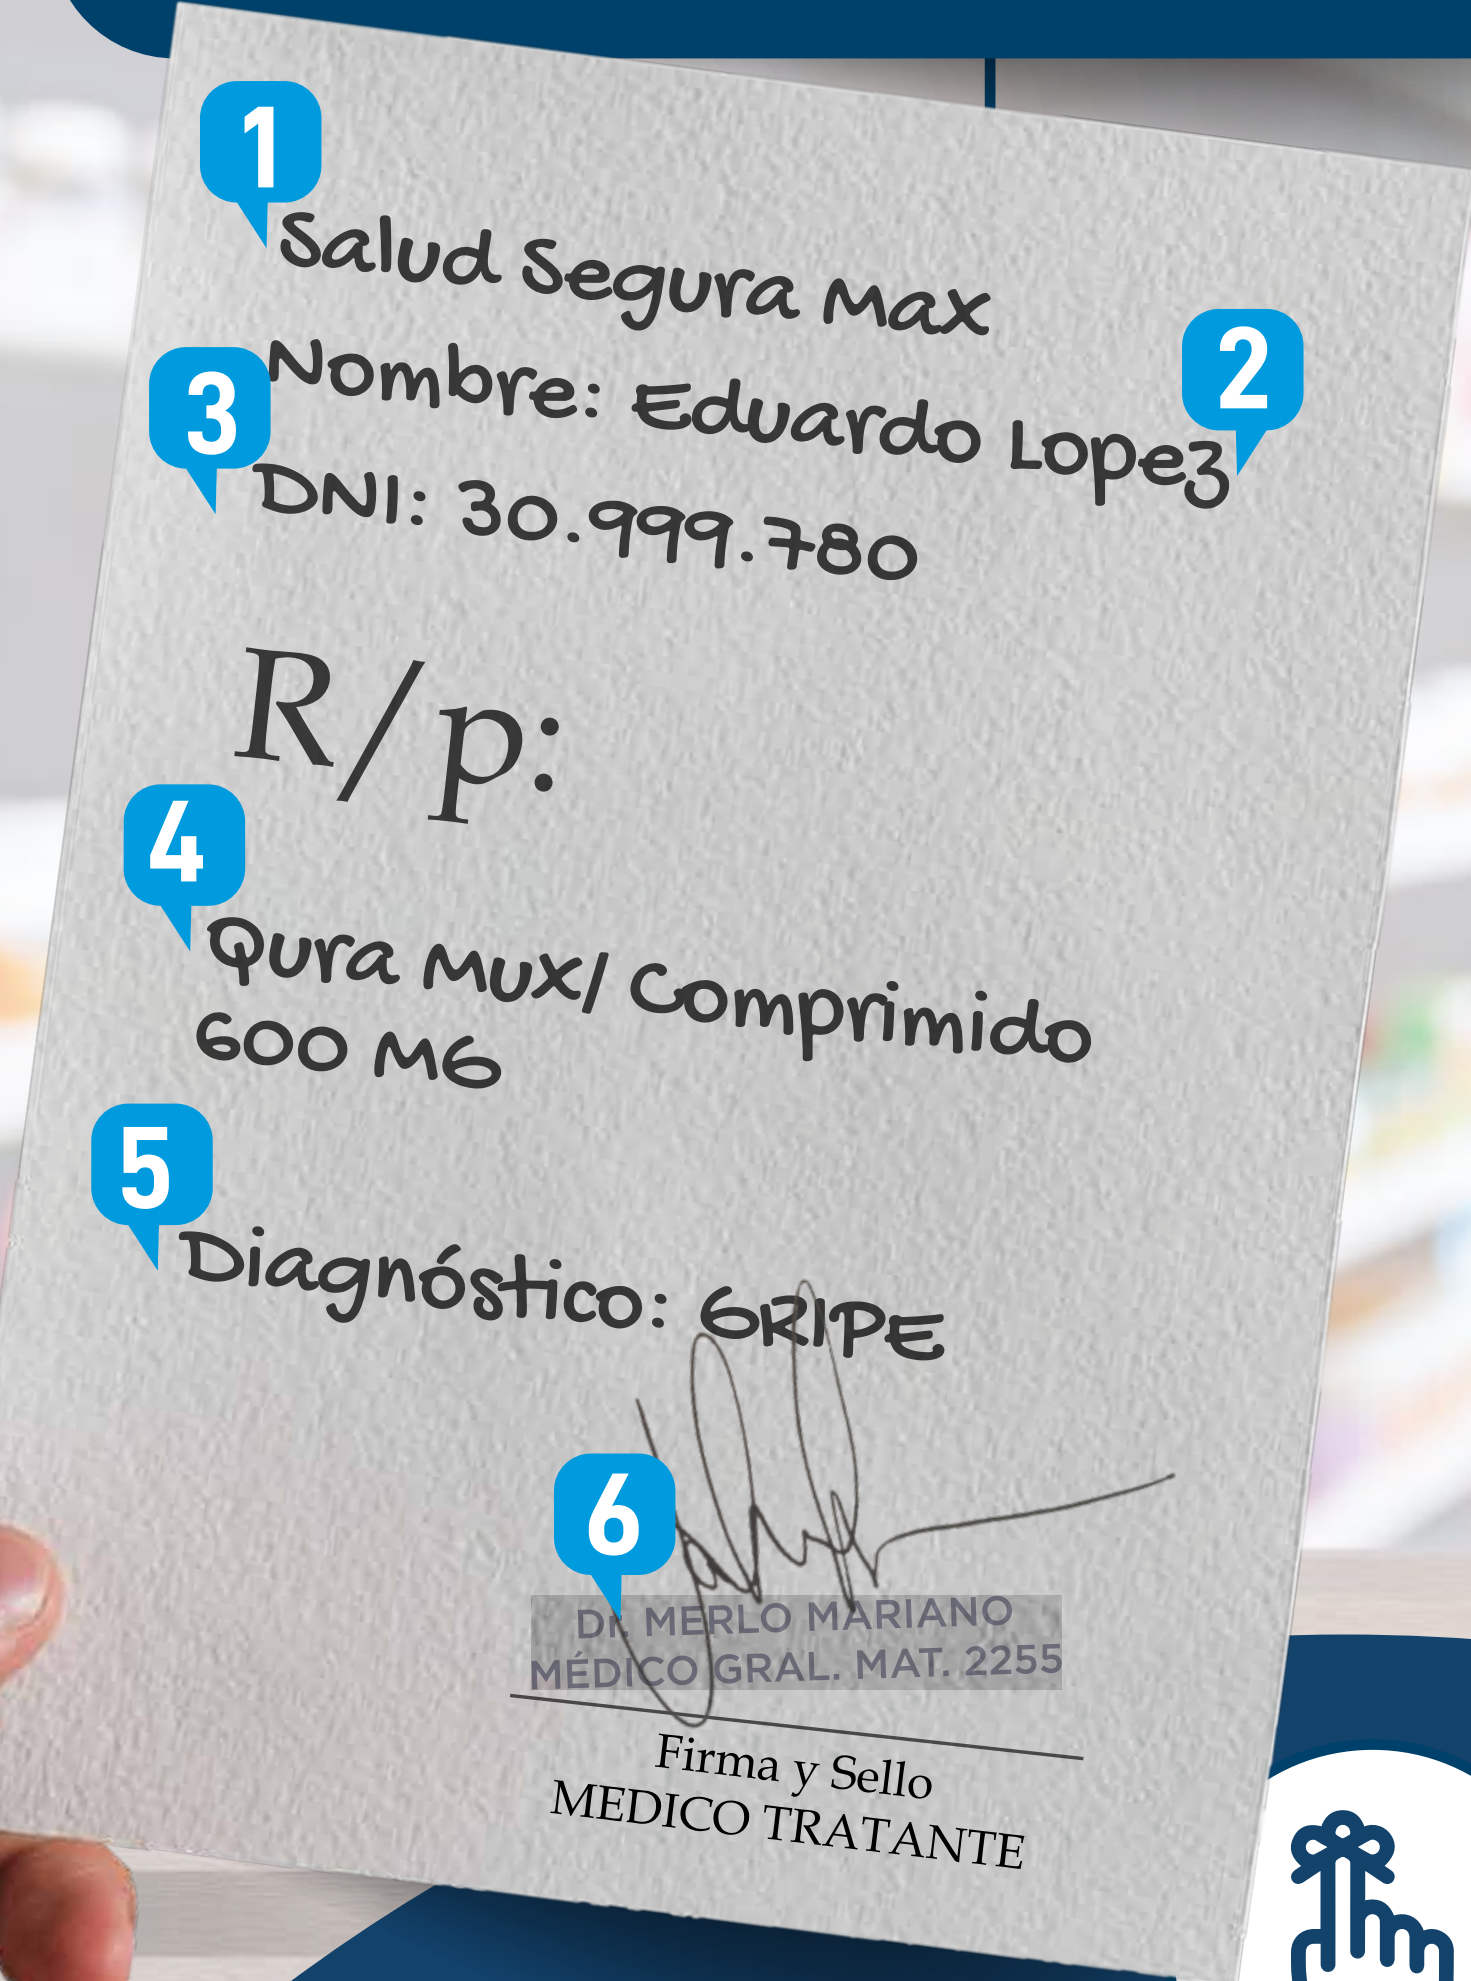 1
Salud Segura Max
2
Nombre: Eduardo Lopez
3
DNI: 30.999.780
R/p:
4
Qura Mux/ Comprimido
600 MG
5
Diagnóstico: GRIPE
6
Dr. MERLO MARIANO
MÉDICO GRAL. MAT. 2255
Firma y Sello
MEDICO TRATANTE